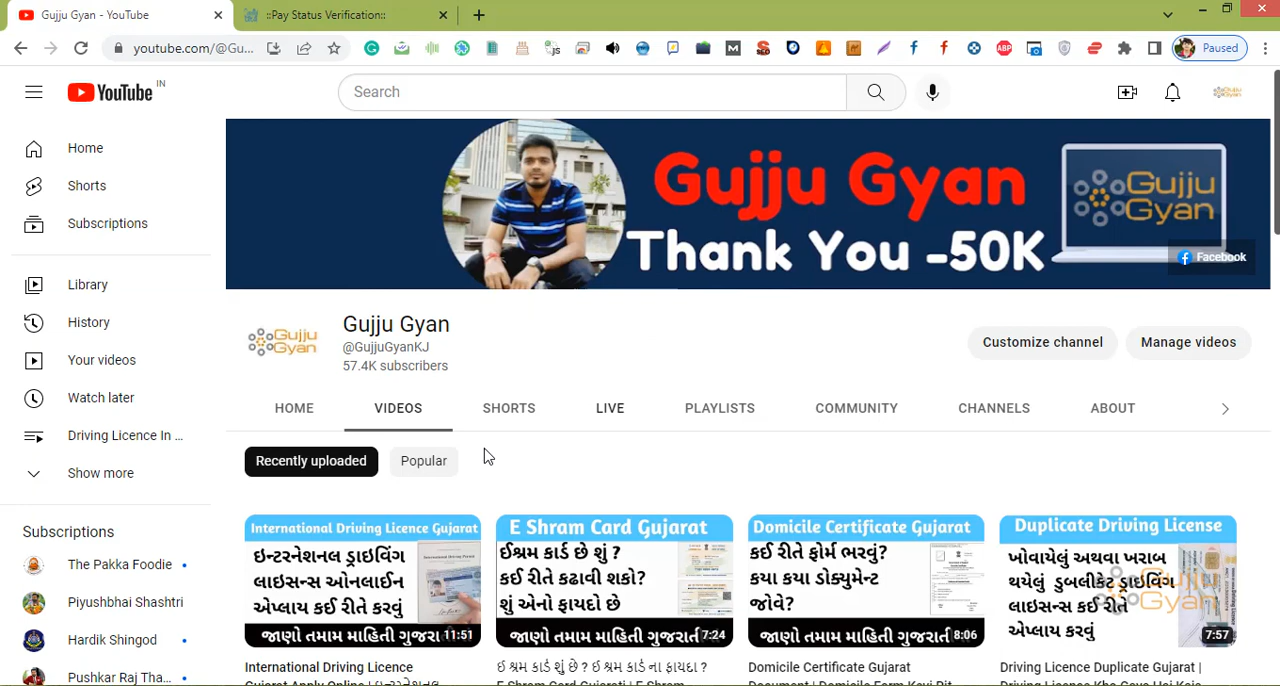 Gujju Gyan - YouTube
::Pay Status Verification::
youtube.com/@Gu...
Paused
YouTube IN
Search
Gujju Gyan
Thank You -50K
Gujju
Gyan
Facebook
Home
Shorts
Subscriptions
Library
History
Your videos
Watch later
Driving Licence In ...
Show more
Subscriptions
The Pakka Foodie
Piyushbhai Shashtri
Hardik Shingod
Pushkar Raj Tha...
Gujju
Gyan
Gujju Gyan
@GujjuGyanKJ
57.4K subscribers
Customize channel
Manage videos
HOME
VIDEOS
SHORTS
LIVE
PLAYLISTS
COMMUNITY
CHANNELS
ABOUT
Recently uploaded
Popular
International Driving Licence Gujarat
ઇન્ટરનેશનલ ડ્રાઇવિંગ
લાઇસન્સ ઓનલાઈન
એપ્લાય કઈ રીતે કરવું
જાણો તમામ માહિતી ગુજરા
11:51
International Driving Licence
E Shram Card Gujarat
ઈશ્રમ કાર્ડ છે શું ?
કઈ રીતે કઢાવી શકો?
શું એનો ફાયદો છે
જાણો તમામ માહિતી ગુજરાત
7:24
ઈ શ્રમ કાર્ડ શું છે ? ઈ શ્રમ કાર્ડ ના ફાયદા ?
Domicile Certificate Gujarat
કઈ રીતે ફોર્મ ભરવું?
કયા કયા ડોક્યુમેન્ટ
જોવે?
જાણો તમામ માહિતી ગુજરાત
8:06
Domicile Certificate Gujarat
Duplicate Driving License
ખોવાયેલું અથવા ખરાબ
થયેલું ડુબલીકેટ ડ્રાઈવિંગ
લાઇસન્સ કઈ રીતે
એપ્લાય કરવું
7:57
Driving Licence Duplicate Gujarat |